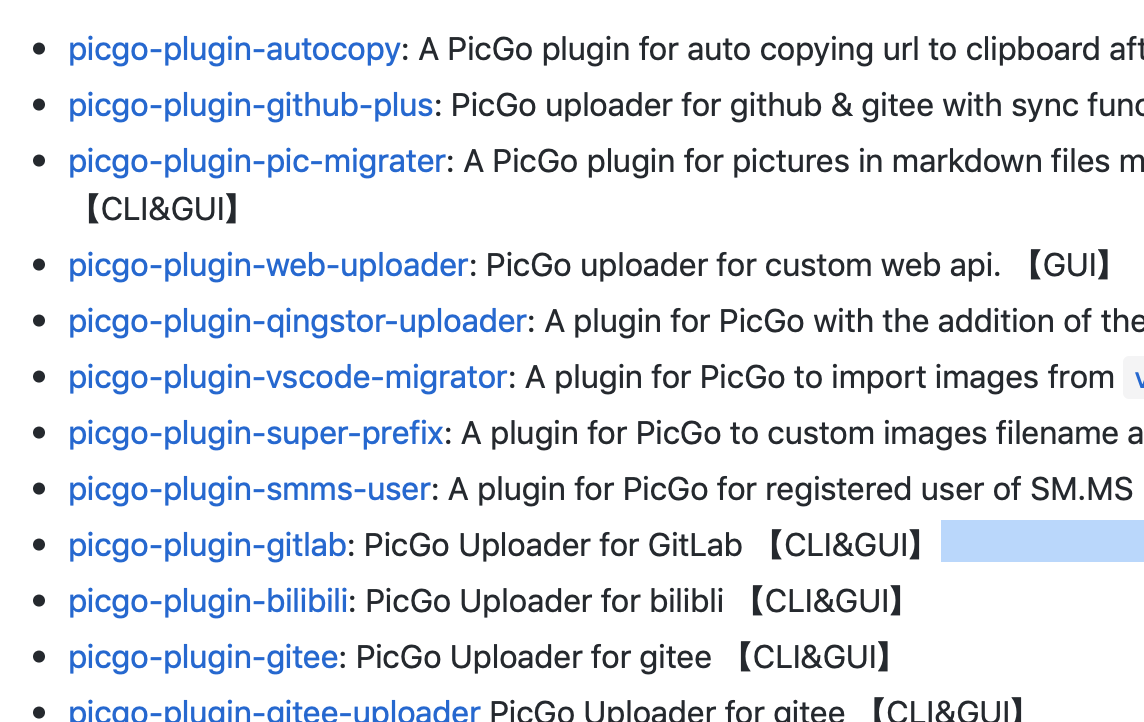 picgo-plugin-autocopy: A PicGo plugin for auto copying url to clipboard
picgo-plugin-github-plus: PicGo uploader for github & gitee with sync
picgo-plugin-pic-migrater: A PicGo plugin for pictures in markdown files
【CLI&GUI】
picgo-plugin-web-uploader: PicGo uploader for custom web api. 【GUI】
picgo-plugin-qingstor-uploader: A plugin for PicGo with the addition of the
picgo-plugin-vscode-migrator: A plugin for PicGo to import images from
picgo-plugin-super-prefix: A plugin for PicGo to custom images filename
picgo-plugin-smms-user: A plugin for PicGo for registered user of SM.MS
picgo-plugin-gitlab: PicGo Uploader for GitLab 【CLI&GUI】
picgo-plugin-bilibili: PicGo Uploader for bilibli 【CLI&GUI】
picgo-plugin-gitee: PicGo Uploader for gitee 【CLI&GUI】
picgo-plugin-gitee-uploader PicGo Uploader for gitee 【CLI&GUI】